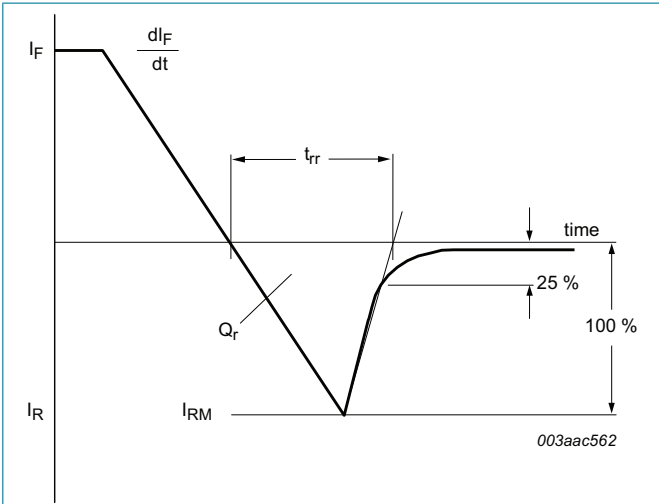 I_F
dI_F
dt
t_rr
time
25 %
Q_r
100 %
I_R
I_RM
003aac562